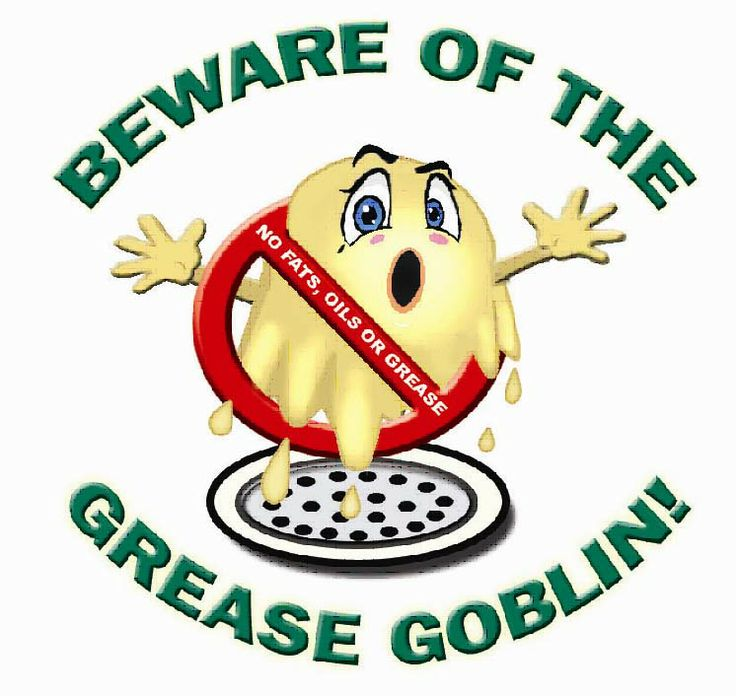 BEWARE OF THE
NO FATS, OILS OR GREASE
GREASE GOBLIN!